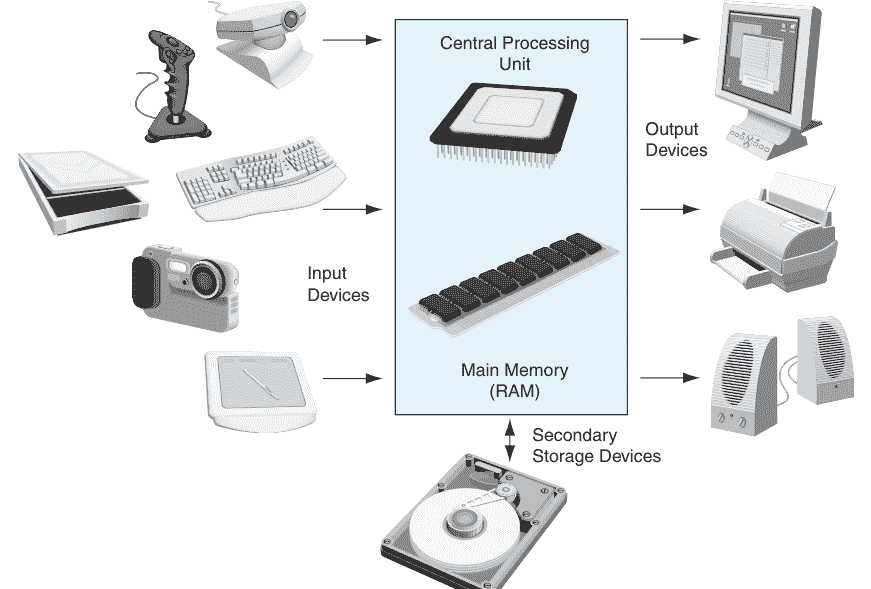 Central Processing
Unit
Output
Devices
Input
Devices
Main Memory
(RAM)
Secondary
Storage Devices